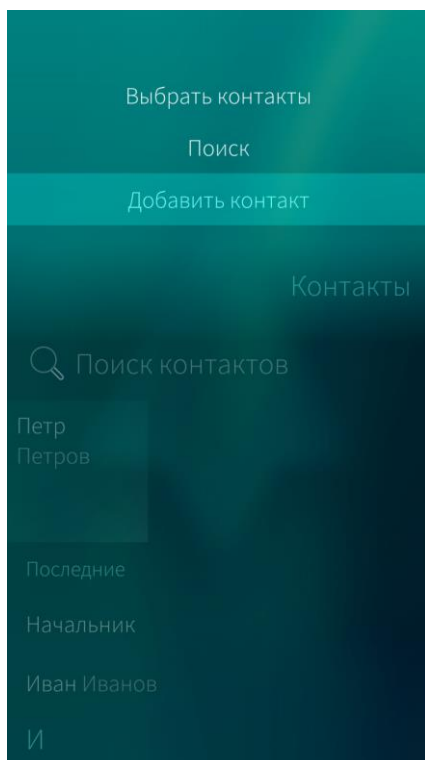 Выбрать контакты
Поиск
Добавить контакт
Контакты
Поиск контактов
Петр
Петров
Последние
Начальник
Иван Иванов
И